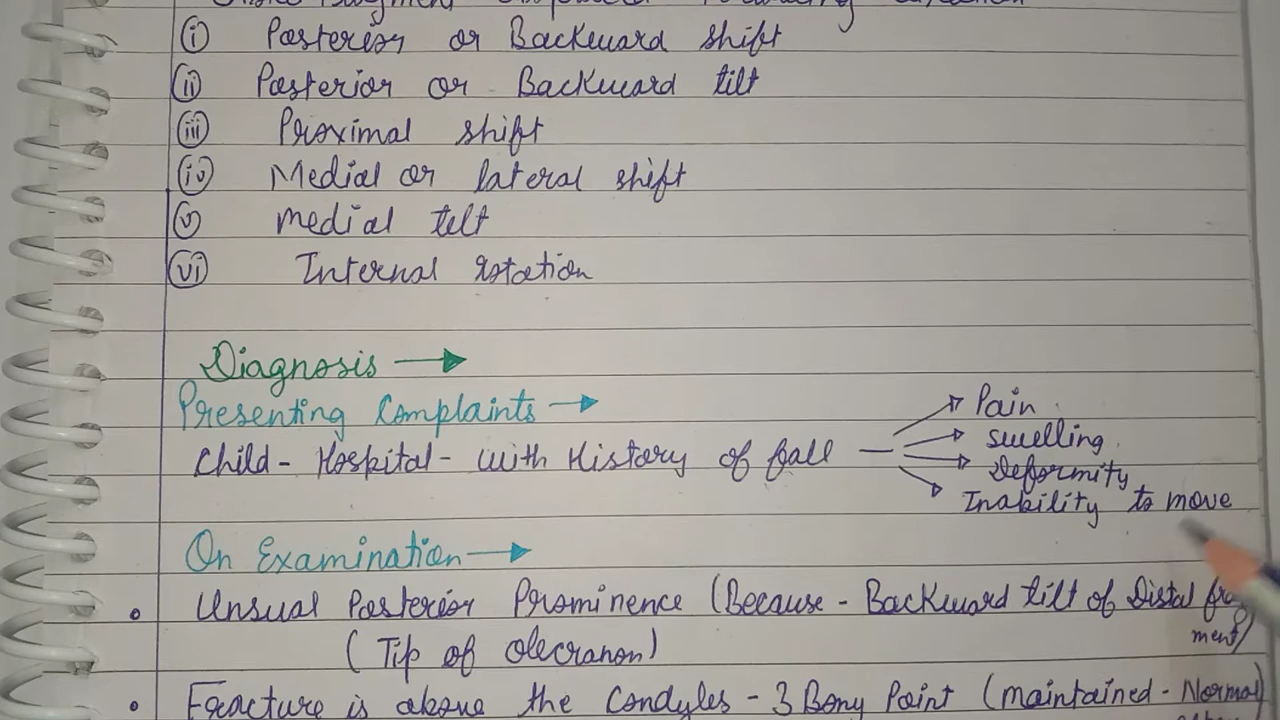 (i) Posterior or Backward shift
(ii) Posterior or Backward tilt
(iii) Proximal shift
(iv) Medial or lateral shift
(v) medial tilt
(vi) Internal rotation
Diagnosis →
Presenting Complaints →
Child - Hospital - with History of fall —
→ Pain
→ swelling
→ Deformity
→ Inability to move
On Examination →
• Unsual Posterior Prominence (Because - Backward tilt of Distal frag
ment)
(Tip of olecranon)
• Fracture is above the condyles - 3 Bony Point (maintained - Normal)